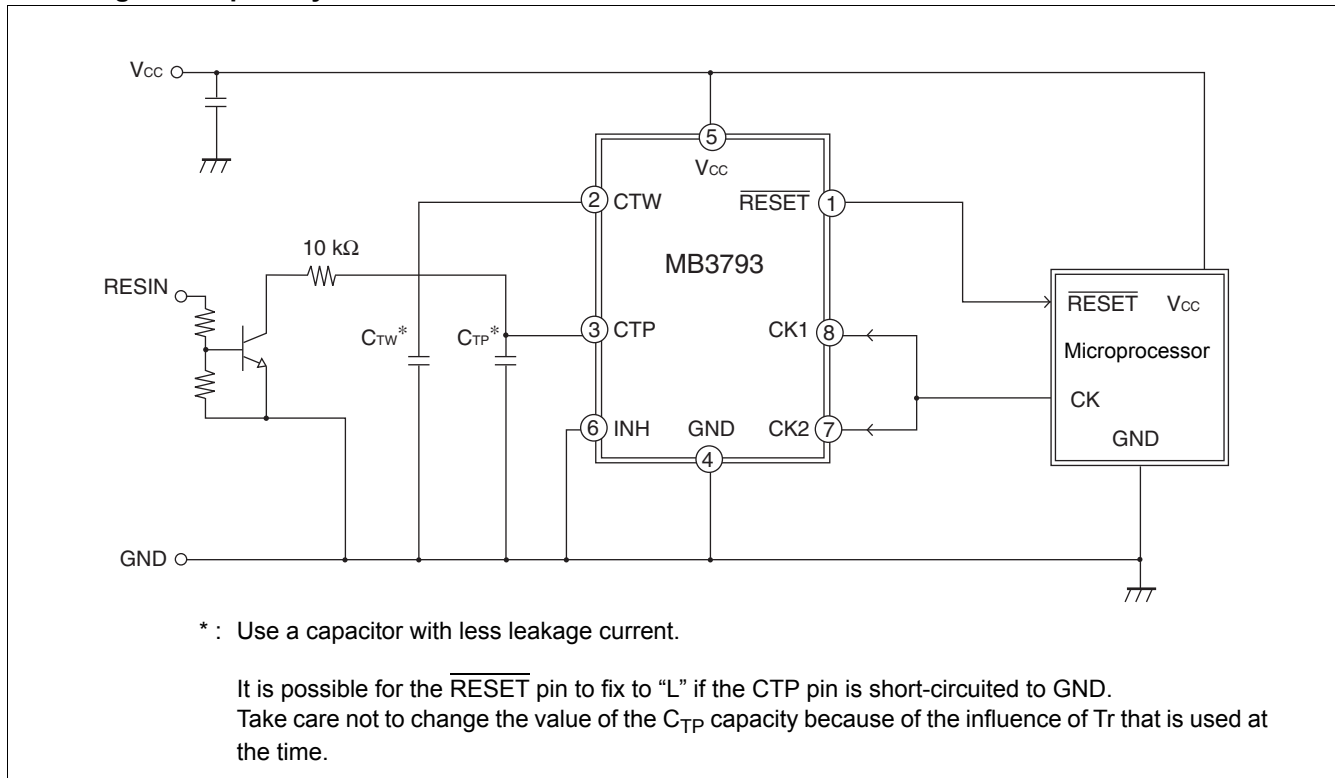 Vcc
5
Vcc
2 CTW
RESET 1
10 kΩ
MB3793
RESIN
RESET Vcc
CTW* CTP*
3 CTP
CK1 8
Microprocessor
CK
6 INH GND CK2 7
GND
4
GND
* : Use a capacitor with less leakage current.
It is possible for the RESET pin to fix to “L” if the CTP pin is short-circuited to GND.
Take care not to change the value of the CTP capacity because of the influence of Tr that is used at
the time.